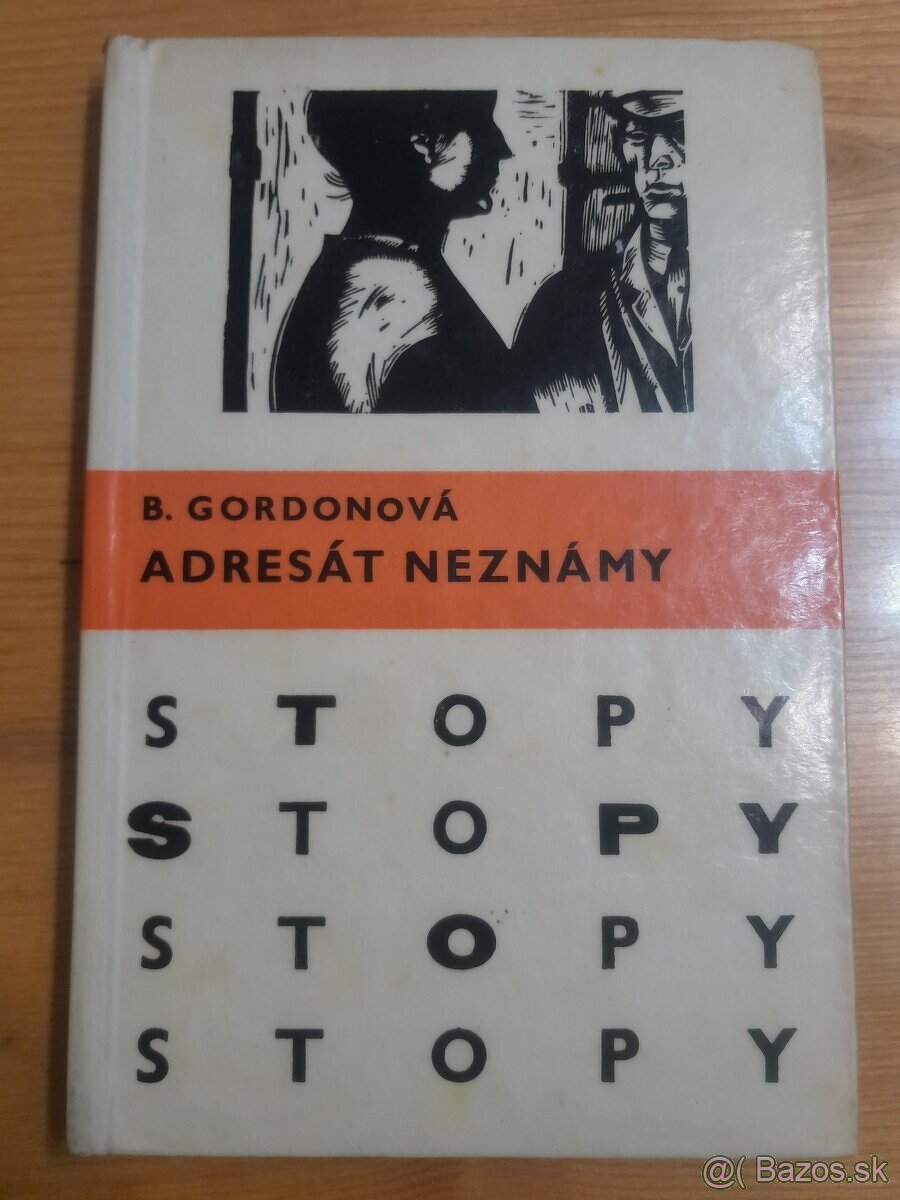 B. GORDONOVÁ
ADRESÁT NEZNÁMY
S T O P Y
S T O P Y
S T O P Y
S T O P Y
@( Bazos.sk